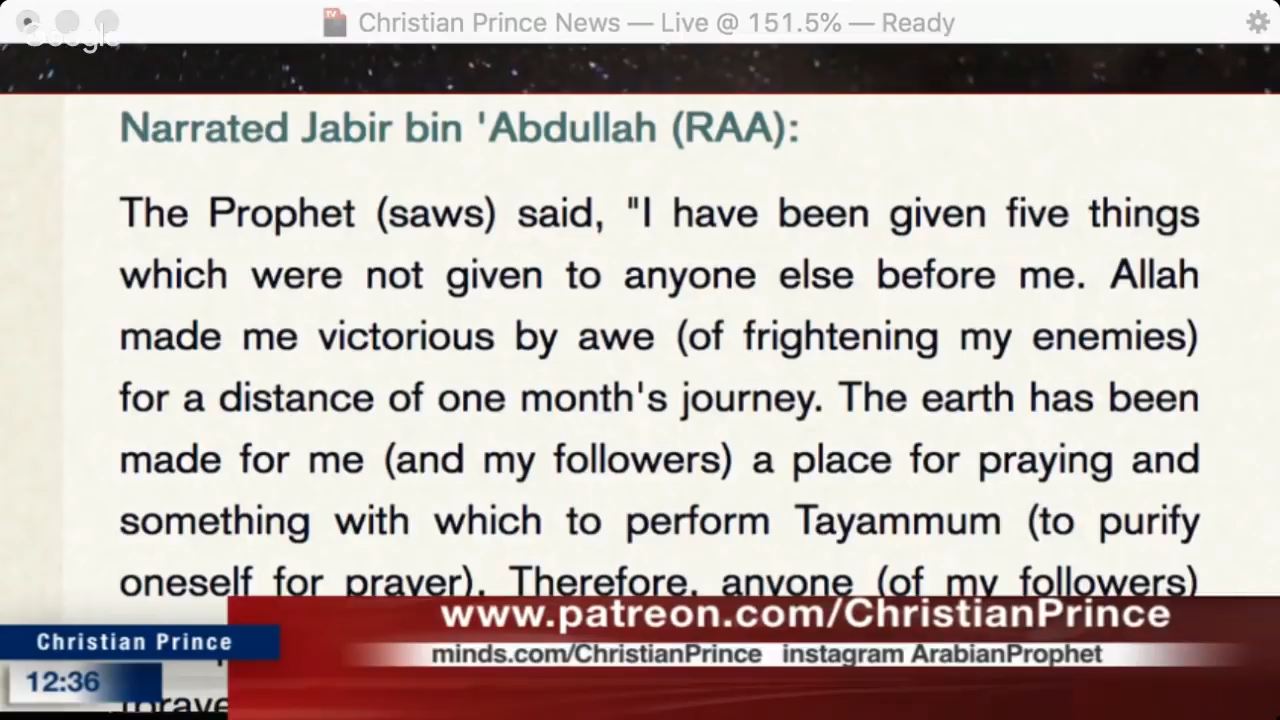 Christian Prince News — Live @ 151.5% — Ready
Google
Narrated Jabir bin 'Abdullah (RAA):
The Prophet (saws) said, "I have been given five things
which were not given to anyone else before me. Allah
made me victorious by awe (of frightening my enemies)
for a distance of one month's journey. The earth has been
made for me (and my followers) a place for praying and
something with which to perform Tayammum (to purify
oneself for prayer). Therefore, anyone (of my followers)
www.patreon.com/ChristianPrince
Christian Prince
minds.com/ChristianPrince instagram ArabianProphet
12:36